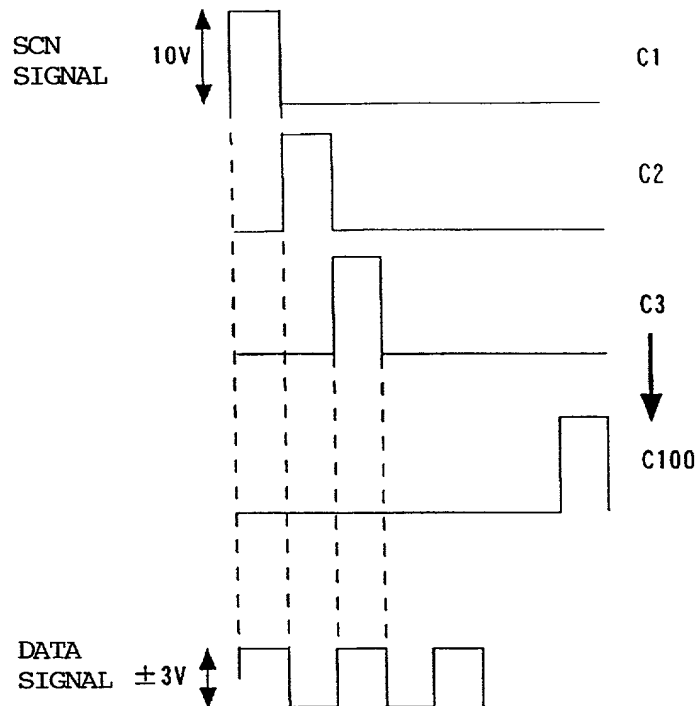 SCN
SIGNAL
10V
C1
C2
C3
C100
DATA
SIGNAL
±3V